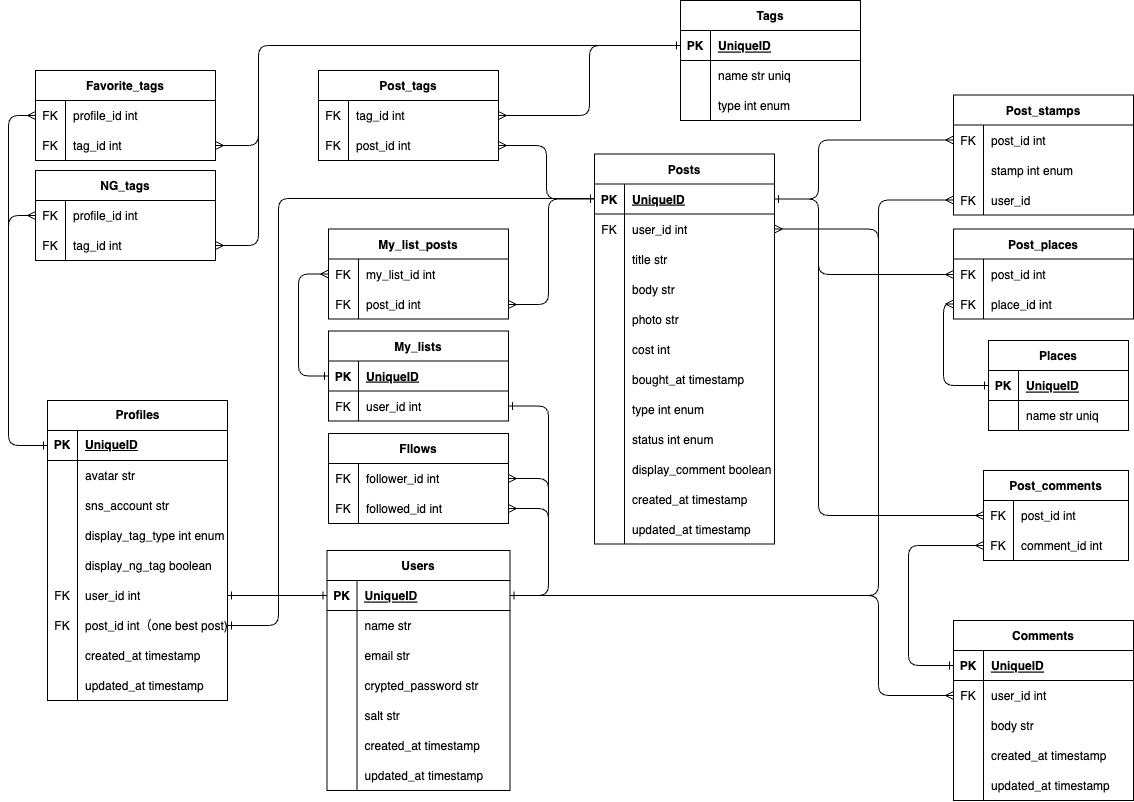 Tags
PK UniqueID
name str uniq
type int enum
Favorite_tags
FK profile_id int
FK tag_id int
Post_tags
FK tag_id int
FK post_id int
Post_stamps
FK post_id int
stamp int enum
FK user_id
NG_tags
FK profile_id int
FK tag_id int
Posts
PK UniqueID
FK user_id int
title str
body str
photo str
cost int
bought_at timestamp
type int enum
status int enum
display_comment boolean
created_at timestamp
updated_at timestamp
My_list_posts
FK my_list_id int
FK post_id int
Post_places
FK post_id int
FK place_id int
My_lists
PK UniqueID
FK user_id int
Places
PK UniqueID
name str uniq
Profiles
PK UniqueID
avatar str
sns_account str
display_tag_type int enum
display_ng_tag boolean
FK user_id int
FK post_id int（one best post)
created_at timestamp
updated_at timestamp
Fllows
FK follower_id int
FK followed_id int
Post_comments
FK post_id int
FK comment_id int
Users
PK UniqueID
name str
email str
crypted_password str
salt str
created_at timestamp
updated_at timestamp
Comments
PK UniqueID
FK user_id int
body str
created_at timestamp
updated_at timestamp